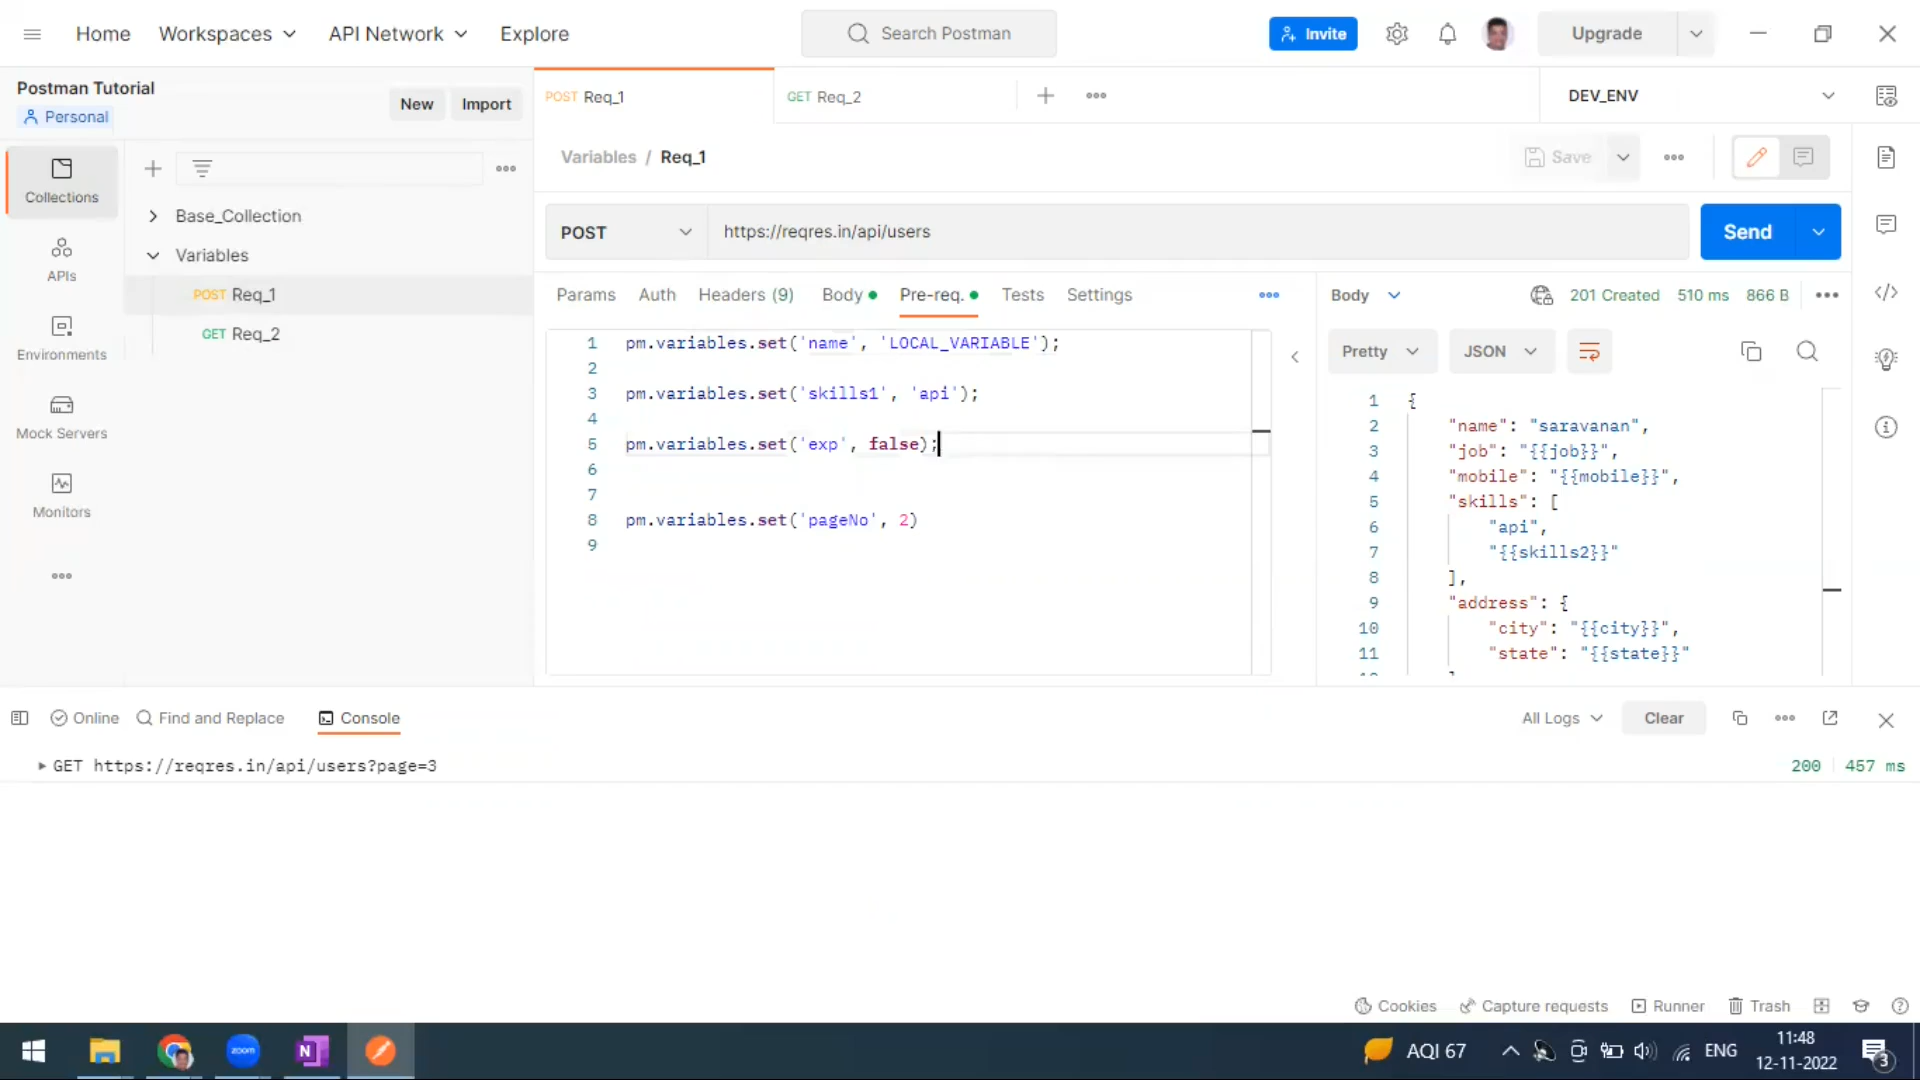 Home
Workspaces
API Network
Explore
Search Postman
Invite
Upgrade
Postman Tutorial
Personal
New
Import
POST Req_1
GET Req_2
DEV_ENV
Variables / Req_1
Save
Collections
APIs
Environments
Mock Servers
Monitors
Base_Collection
Variables
POST Req_1
GET Req_2
POST
https://reqres.in/api/users
Send
Params
Auth
Headers (9)
Body
Pre-req.
Tests
Settings
1 pm.variables.set('name', 'LOCAL_VARIABLE');
2
3 pm.variables.set('skills1', 'api');
4
5 pm.variables.set('exp', false);
6
7
8 pm.variables.set('pageNo', 2)
9
Body
201 Created
510 ms
866 B
Pretty
JSON
1 {
2 "name": "saravanan",
3 "job": "{{job}}",
4 "mobile": "{{mobile}}",
5 "skills": [
6 "api",
7 "{{skills2}}"
8 ],
9 "address": {
10 "city": "{{city}}",
11 "state": "{{state}}"
Online
Find and Replace
Console
All Logs
Clear
GET https://reqres.in/api/users?page=3
200
457 ms
Cookies
Capture requests
Runner
Trash
zoom
N
AQI 67
ENG
11:48
12-11-2022
3